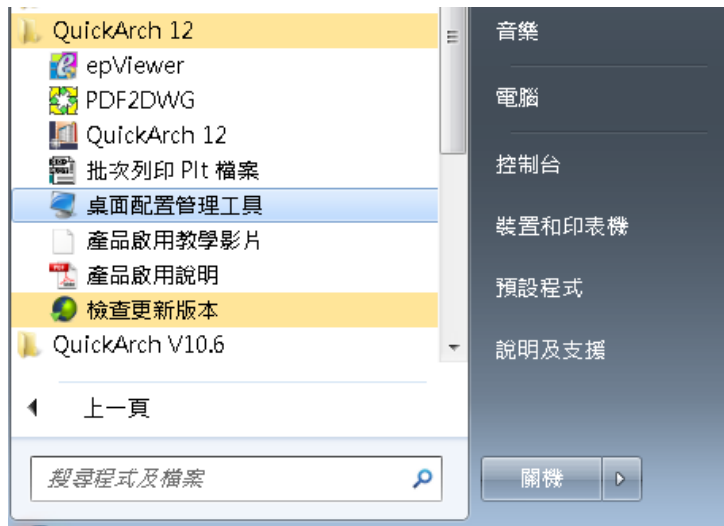 QuickArch 12
epViewer
PDF2DWG
QuickArch 12
批次列印 Plt 檔案
桌面配置管理工具
產品啟用教學影片
產品啟用說明
檢查更新版本
QuickArch V10.6
上一頁
搜尋程式及檔案
音樂
電腦
控制台
裝置和印表機
預設程式
說明及支援
關機